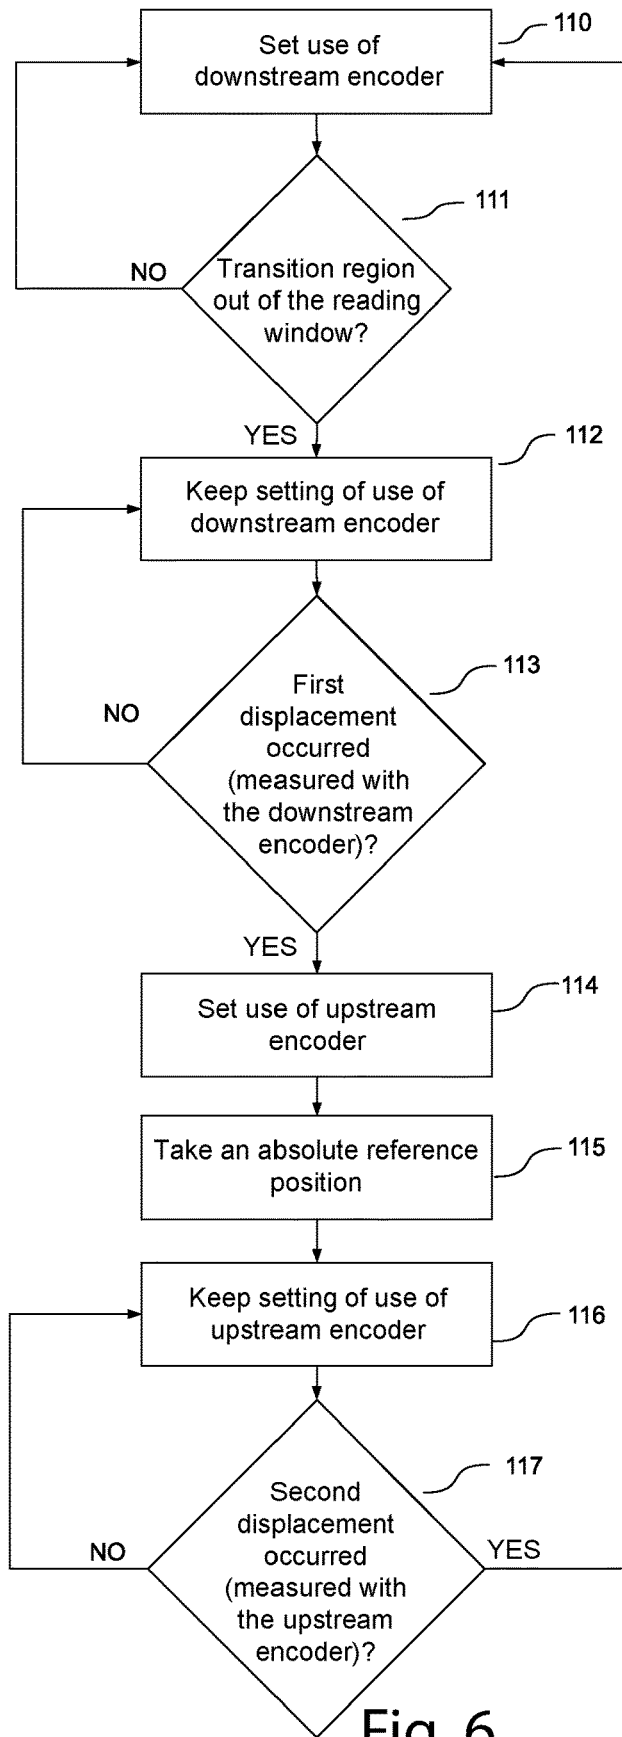 110
Set use of
downstream encoder
111
Transition region
out of the reading
window?
NO
YES
112
Keep setting of use of
downstream encoder
113
First
displacement
occurred
(measured with
the downstream
encoder)?
NO
YES
114
Set use of upstream
encoder
115
Take an absolute reference
position
Keep setting of use of
upstream encoder
116
117
Second
displacement
occurred
(measured with
the upstream
encoder)?
NO
YES
Fig. 6